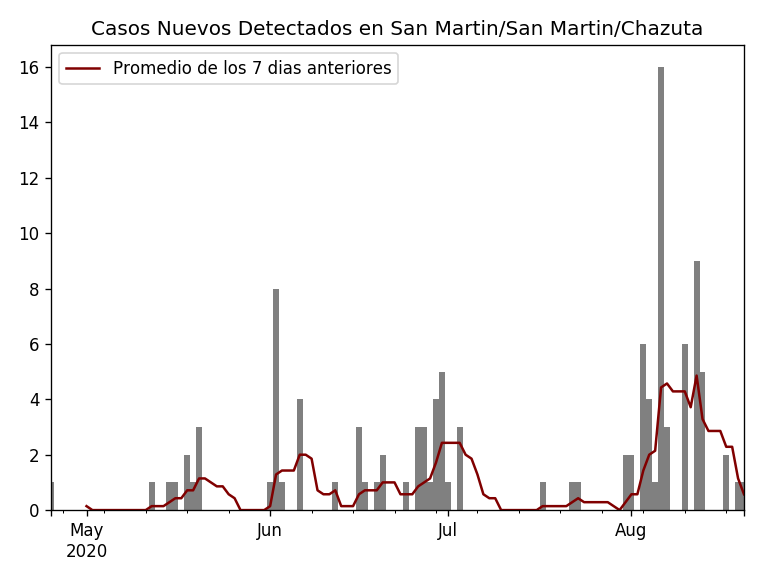 Casos Nuevos Detectados en San Martin/San Martin/Chazuta
Promedio de los 7 dias anteriores
16
14
12
10
8
6
4
2
0
May
2020
Jun
Jul
Aug